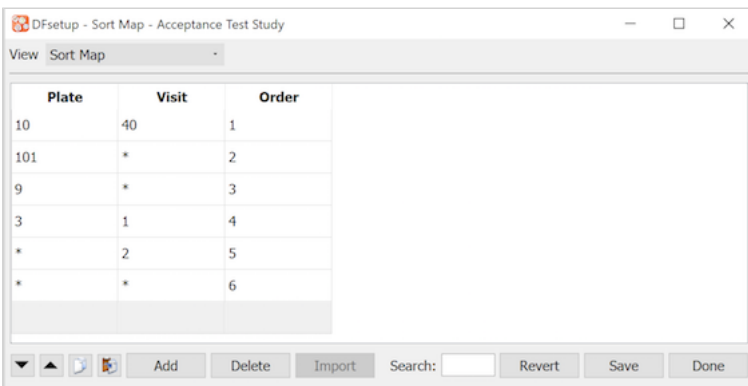 DFsetup - Sort Map - Acceptance Test Study
View Sort Map
Plate Visit Order
10 40 1
101 * 2
9 * 3
3 1 4
* 2 5
* * 6
Add Delete Import Search: Revert Save Done